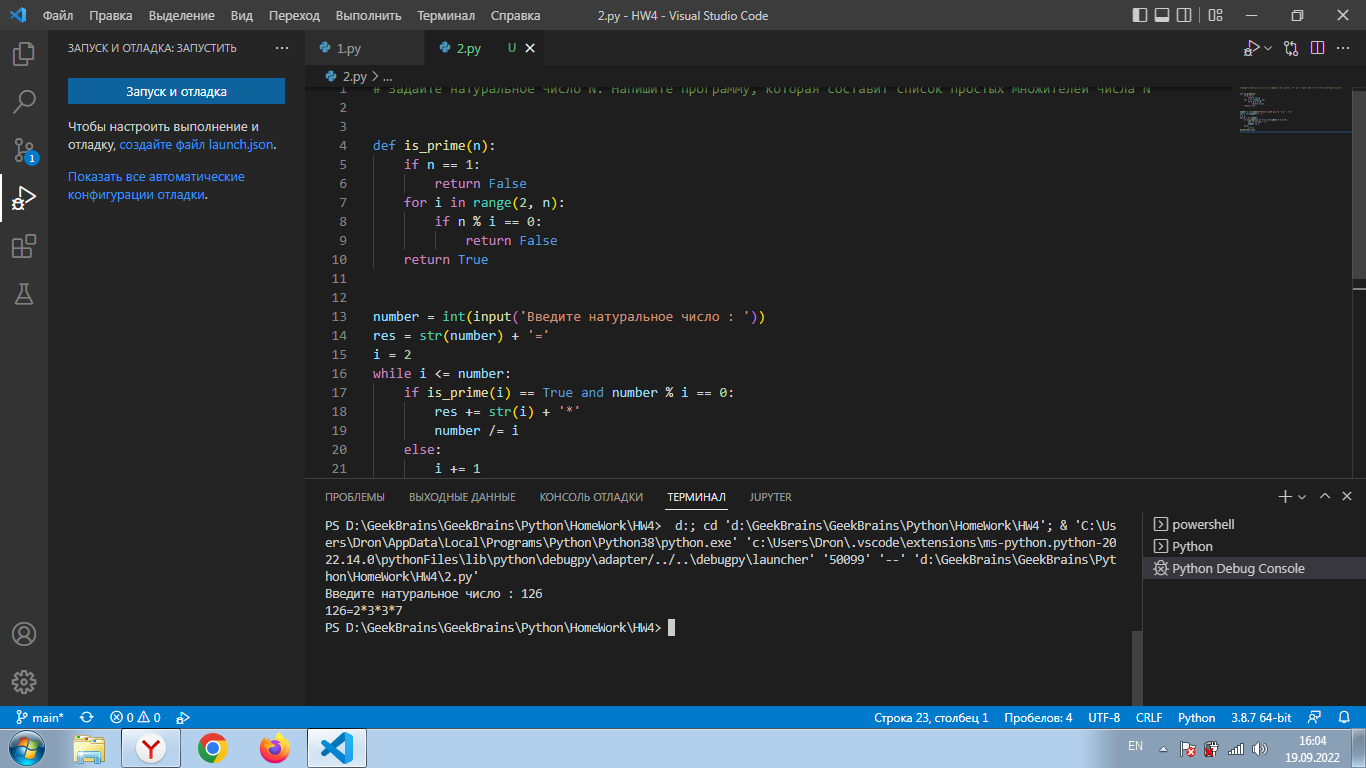 Файл Правка Выделение Вид Переход Выполнить Терминал Справка 2.py - HW4 - Visual Studio Code
ЗАПУСК И ОТЛАДКА: ЗАПУСТИТЬ ...
Запуск и отладка
Чтобы настроить выполнение и
отладку, создайте файл launch.json.
Показать все автоматические
конфигурации отладки.
1
1.py 2.py U
2.py > ...
1 # Задайте натуральное число N. Напишите программу, которая составит список простых множителей числа N
2
3
4 def is_prime(n):
5 if n == 1:
6 return False
7 for i in range(2, n):
8 if n % i == 0:
9 return False
10 return True
11
12
13 number = int(input('Введите натуральное число : '))
14 res = str(number) + '='
15 i = 2
16 while i <= number:
17 if is_prime(i) == True and number % i == 0:
18 res += str(i) + '*'
19 number /= i
20 else:
21 i += 1
ПРОБЛЕМЫ ВЫХОДНЫЕ ДАННЫЕ КОНСОЛЬ ОТЛАДКИ ТЕРМИНАЛ JUPYTER
PS D:\GeekBrains\GeekBrains\Python\HomeWork\HW4> d:; cd 'd:\GeekBrains\GeekBrains\Python\HomeWork\HW4'; & 'C:\Us
ers\Dron\AppData\Local\Programs\Python\Python38\python.exe' 'c:\Users\Dron\.vscode\extensions\ms-python.python-20
22.14.0\pythonFiles\lib\python\debugpy\adapter/../..\debugpy\launcher' '50099' '--' 'd:\GeekBrains\GeekBrains\Pyt
hon\HomeWork\HW4\2.py'
Введите натуральное число : 126
126=2*3*3*7
PS D:\GeekBrains\GeekBrains\Python\HomeWork\HW4>
powershell
Python
Python Debug Console
main* 0 0 Строка 23, столбец 1 Пробелов: 4 UTF-8 CRLF Python 3.8.7 64-bit
EN 16:04
19.09.2022